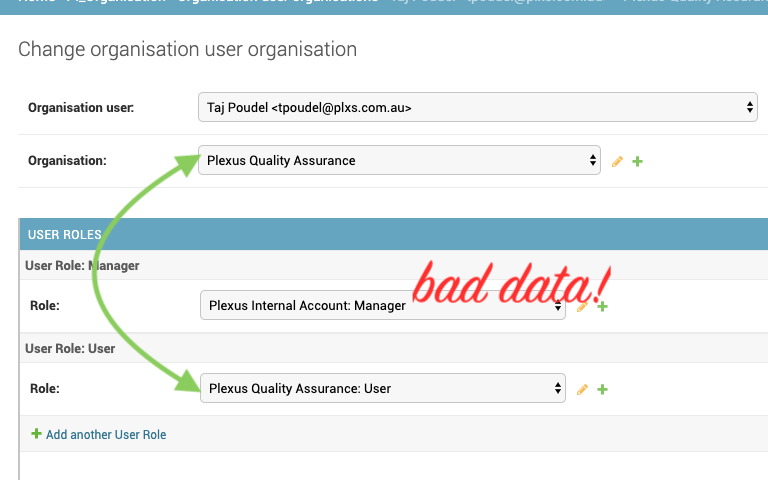 Change organisation user organisation
Organisation user: Taj Poudel <tpoudel@plxs.com.au>
Organisation: Plexus Quality Assurance
USER ROLES
User Role: Manager
bad data!
Role: Plexus Internal Account: Manager
User Role: User
Role: Plexus Quality Assurance: User
Add another User Role